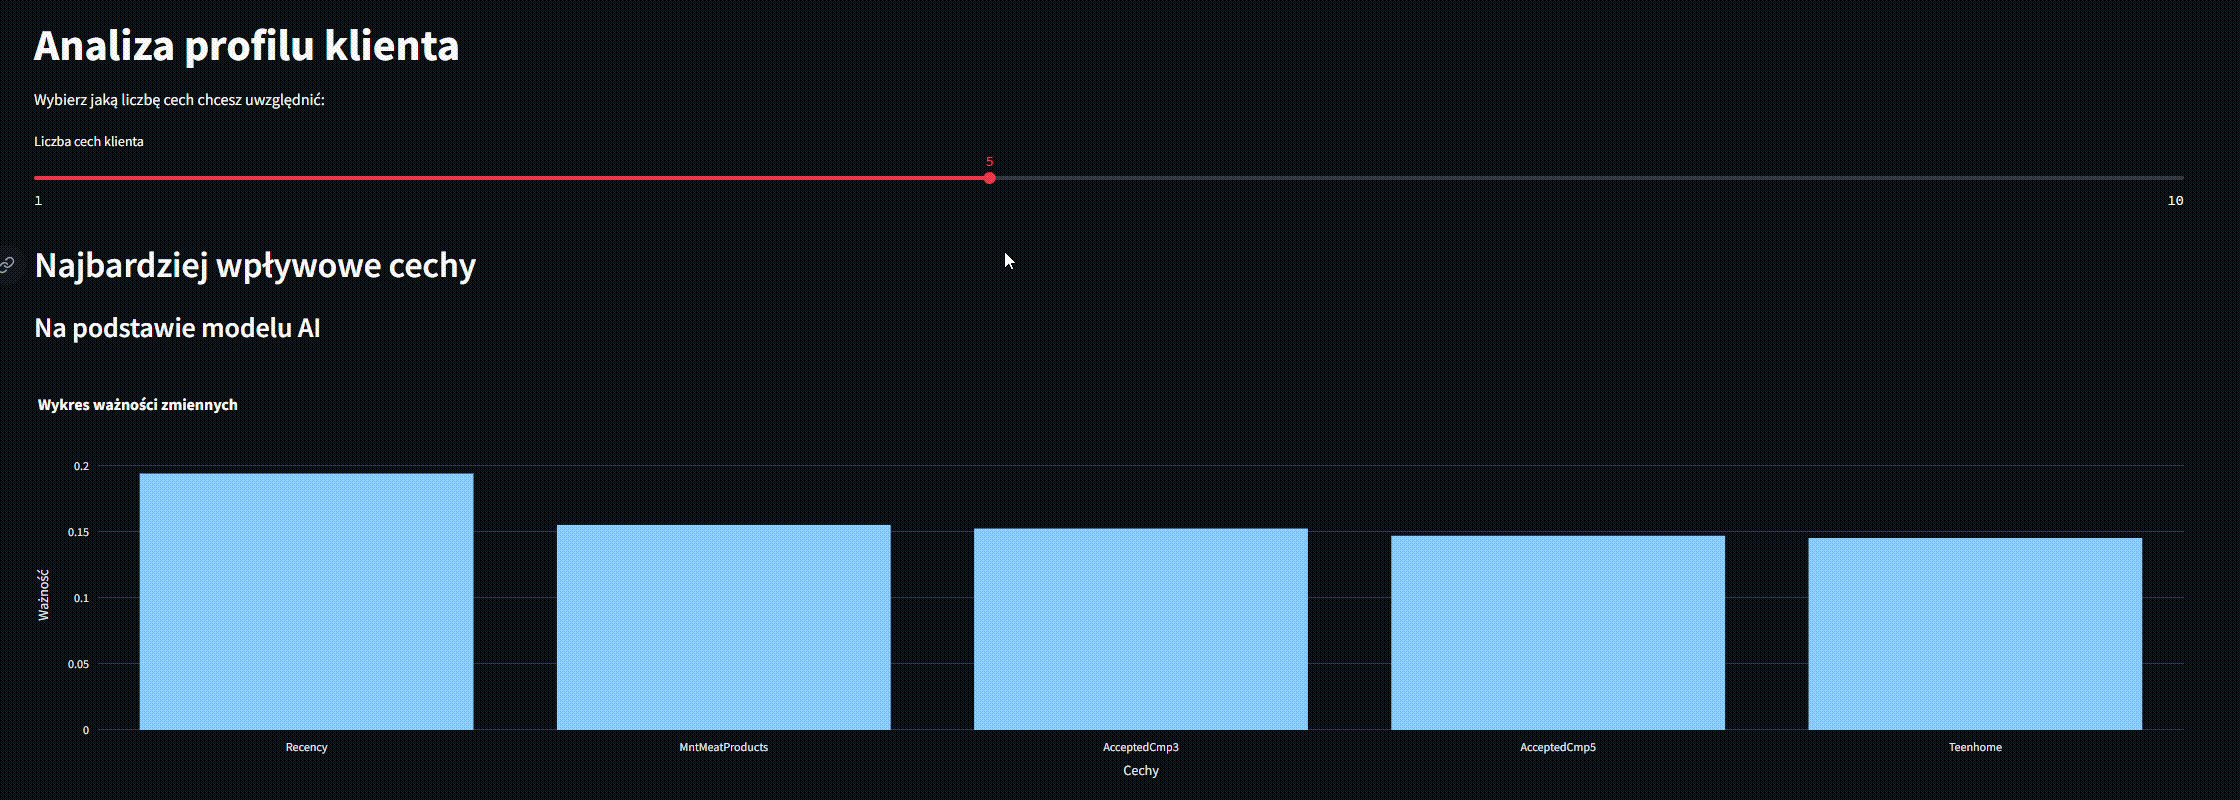 Analiza profilu klienta
Wybierz jaką liczbę cech chcesz uwzględnić:
Liczba cech klienta
5
1 10
Najbardziej wpływowe cechy
Na podstawie modelu AI
Wykres ważności zmiennych
0.2
0.15
0.1
0.05
0
Ważność
Recency MntMeatProducts AcceptedCmp3 AcceptedCmp5 Teenhome
Cechy